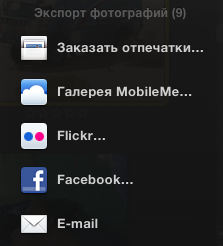 Экспорт фотографий (9)
Заказать отпечатки...
Галерея MobileMe...
Flickr...
Facebook...
E-mail